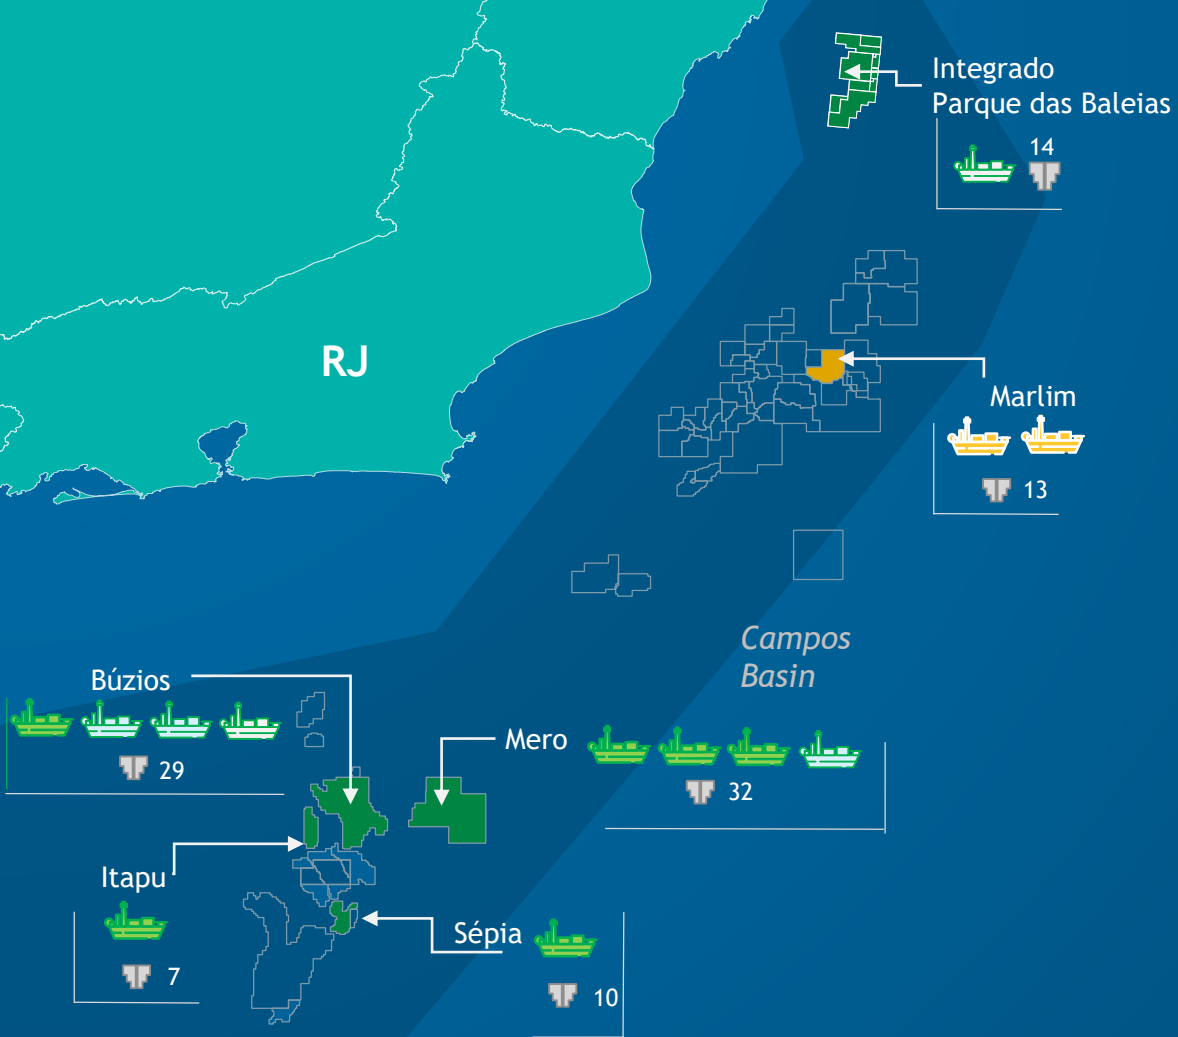 Integrado
Parque das Baleias
14
RJ
Marlim
13
Campos
Basin
Búzios
29
Mero
32
Itapu
7
Sépia
10